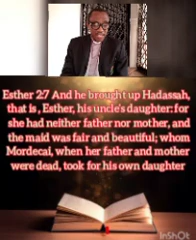 Esther 2:7 And he brought up Hadassah,
that is , Esther, his uncle's daughter: for
she had neither father nor mother, and
the maid was fair and beautiful; whom
Mordecai, when her father and mother
were dead, took for his own daughter
InShOt